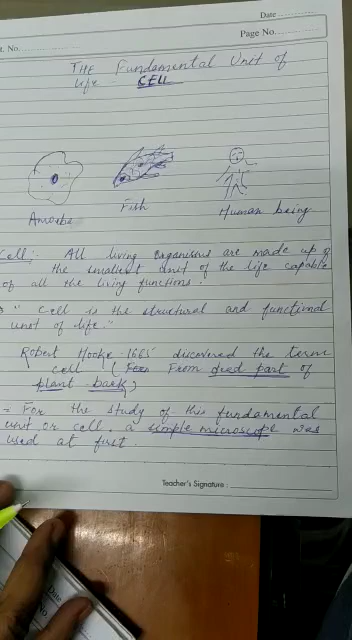 Date
t. No.
Page No.
THE Fundamental Unit of
life CELL
Amoeba
Fish
Human being
Cell:- All living organisms are made up of
the smallest unit of the life capable
of all the living functions.
" Cell is the structural and functional
unit of life."
Robert Hooke 1665 discovered the term
cell ( From dead part of
plant bark)
= For the study of this fundamental
unit or cell, a simple microscope was
used at first.
Teacher's Signature :
Date
No